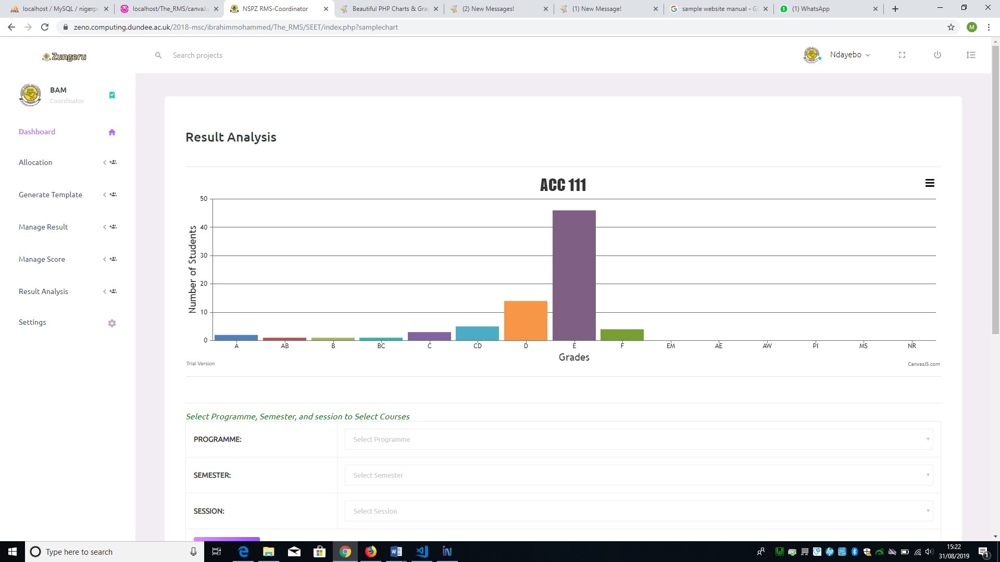 localhost / MySQL / nigerpo
localhost/The_RMS/canvaJ.p
NSPZ RMS-Coordinator
Beautiful PHP Charts & Gra
(2) New Messages!
(1) New Message!
sample website manual - Go
(1) WhatsApp
zeno.computing.dundee.ac.uk/2018-msc/ibrahimmohammed/The_RMS/SEET/index.php?samplechart
M
Zungeru
Search projects
Ndayebo
BAM
Coordinator
Dashboard
Allocation
Generate Template
Manage Result
Manage Score
Result Analysis
Settings
Result Analysis
ACC 111
Number of Students
50
40
30
20
10
0
A AB B BC C CD D E F EM AE AW PI MS NR
Grades
Trial Version
CanvasJS.com
Select Programme, Semester, and session to Select Courses
PROGRAMME: Select Programme
SEMESTER: Select Semester
SESSION: Select Session
Type here to search
15:22
31/08/2019
1